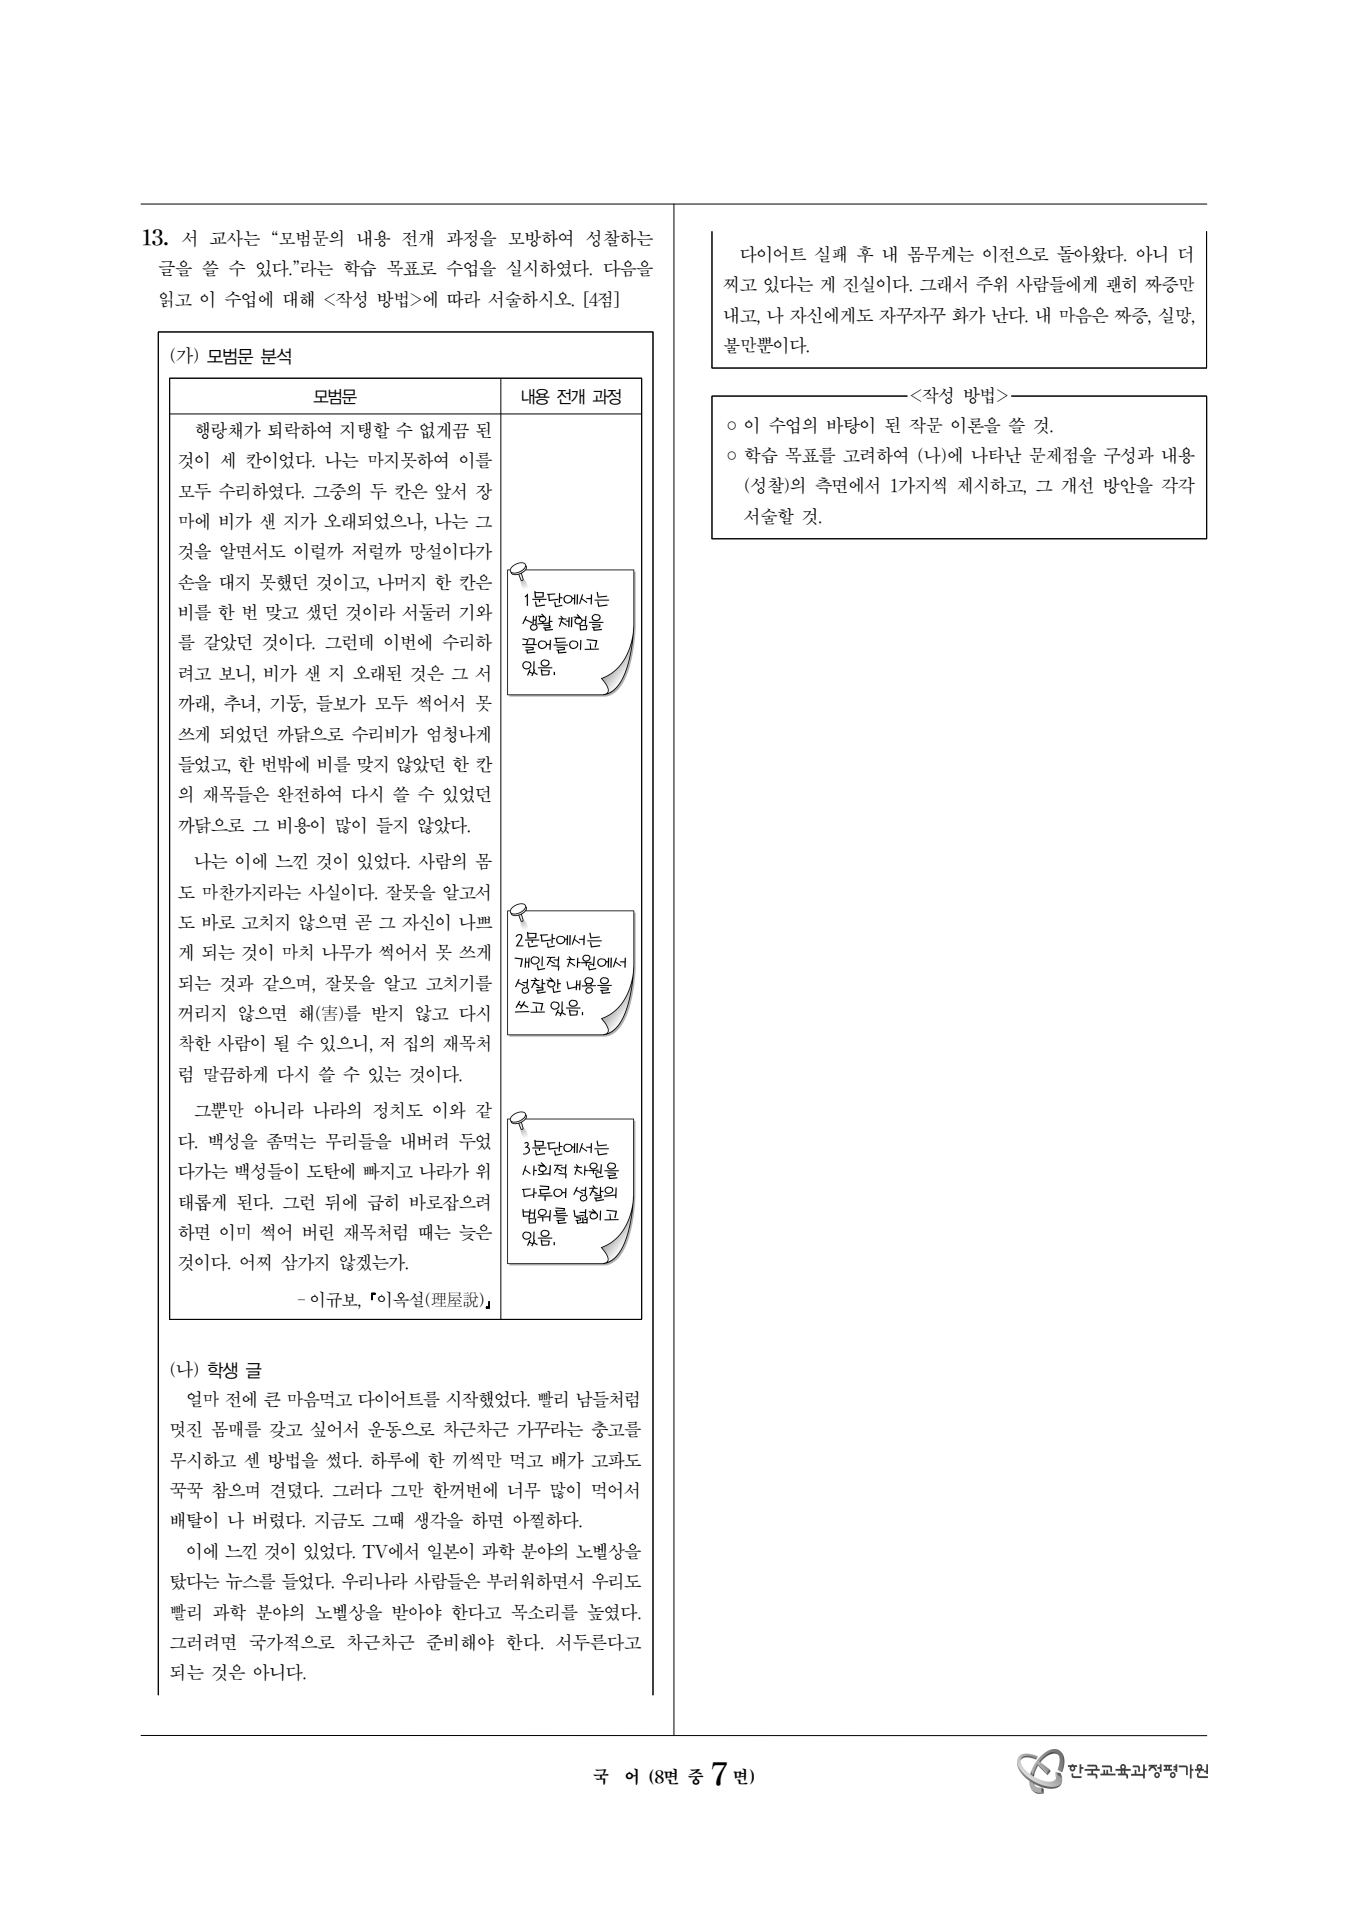 13. 서 교사는 “모범문의 내용 전개 과정을 모방하여 성찰하는
글을 쓸 수 있다.”라는 학습 목표로 수업을 실시하였다. 다음을
읽고 이 수업에 대해 <작성 방법>에 따라 서술하시오. [4점]
(가) 모범문 분석
모범문
내용 전개 과정
행랑채가 퇴락하여 지탱할 수 없게끔 된
것이 세 칸이었다. 나는 마지못하여 이를
모두 수리하였다. 그중의 두 칸은 앞서 장
마에 비가 샌 지가 오래되었으나, 나는 그
것을 알면서도 이럴까 저럴까 망설이다가
손을 대지 못했던 것이고, 나머지 한 칸은
비를 한 번 맞고 샜던 것이라 서둘러 기와
를 갈았던 것이다. 그런데 이번에 수리하
려고 보니, 비가 샌 지 오래된 것은 그 서
까래, 추녀, 기둥, 들보가 모두 썩어서 못
쓰게 되었던 까닭으로 수리비가 엄청나게
들었고, 한 번밖에 비를 맞지 않았던 한 칸
의 재목들은 완전하여 다시 쓸 수 있었던
까닭으로 그 비용이 많이 들지 않았다.
1문단에서는
생활 체험을
끌어들이고
있음.
나는 이에 느낀 것이 있었다. 사람의 몸
도 마찬가지라는 사실이다. 잘못을 알고서
도 바로 고치지 않으면 곧 그 자신이 나쁘
게 되는 것이 마치 나무가 썩어서 못 쓰게
되는 것과 같으며, 잘못을 알고 고치기를
꺼리지 않으면 해(害)를 받지 않고 다시
착한 사람이 될 수 있으니, 저 집의 재목처
럼 말끔하게 다시 쓸 수 있는 것이다.
2문단에서는
개인적 차원에서
성찰한 내용을
쓰고 있음.
그뿐만 아니라 나라의 정치도 이와 같
다. 백성을 좀먹는 무리들을 내버려 두었
다가는 백성들이 도탄에 빠지고 나라가 위
태롭게 된다. 그런 뒤에 급히 바로잡으려
하면 이미 썩어 버린 재목처럼 때는 늦은
것이다. 어찌 삼가지 않겠는가.
- 이규보, 『이옥설(理屋說)』
3문단에서는
사회적 차원을
다루어 성찰의
범위를 넓히고
있음.
(나) 학생 글
얼마 전에 큰 마음먹고 다이어트를 시작했었다. 빨리 남들처럼
멋진 몸매를 갖고 싶어서 운동으로 차근차근 가꾸라는 충고를
무시하고 센 방법을 썼다. 하루에 한 끼씩만 먹고 배가 고파도
꾹꾹 참으며 견뎠다. 그러다 그만 한꺼번에 너무 많이 먹어서
배탈이 나 버렸다. 지금도 그때 생각을 하면 아찔하다.
이에 느낀 것이 있었다. TV에서 일본이 과학 분야의 노벨상을
탔다는 뉴스를 들었다. 우리나라 사람들은 부러워하면서 우리도
빨리 과학 분야의 노벨상을 받아야 한다고 목소리를 높였다.
그러려면 국가적으로 차근차근 준비해야 한다. 서두른다고
되는 것은 아니다.
다이어트 실패 후 내 몸무게는 이전으로 돌아왔다. 아니 더
찌고 있다는 게 진실이다. 그래서 주위 사람들에게 괜히 짜증만
내고, 나 자신에게도 자꾸자꾸 화가 난다. 내 마음은 짜증, 실망,
불만뿐이다.
<작성 방법>
○ 이 수업의 바탕이 된 작문 이론을 쓸 것.
○ 학습 목표를 고려하여 (나)에 나타난 문제점을 구성과 내용
(성찰)의 측면에서 1가지씩 제시하고, 그 개선 방안을 각각
서술할 것.
국 어 (8면 중 7 면)
한국교육과정평가원